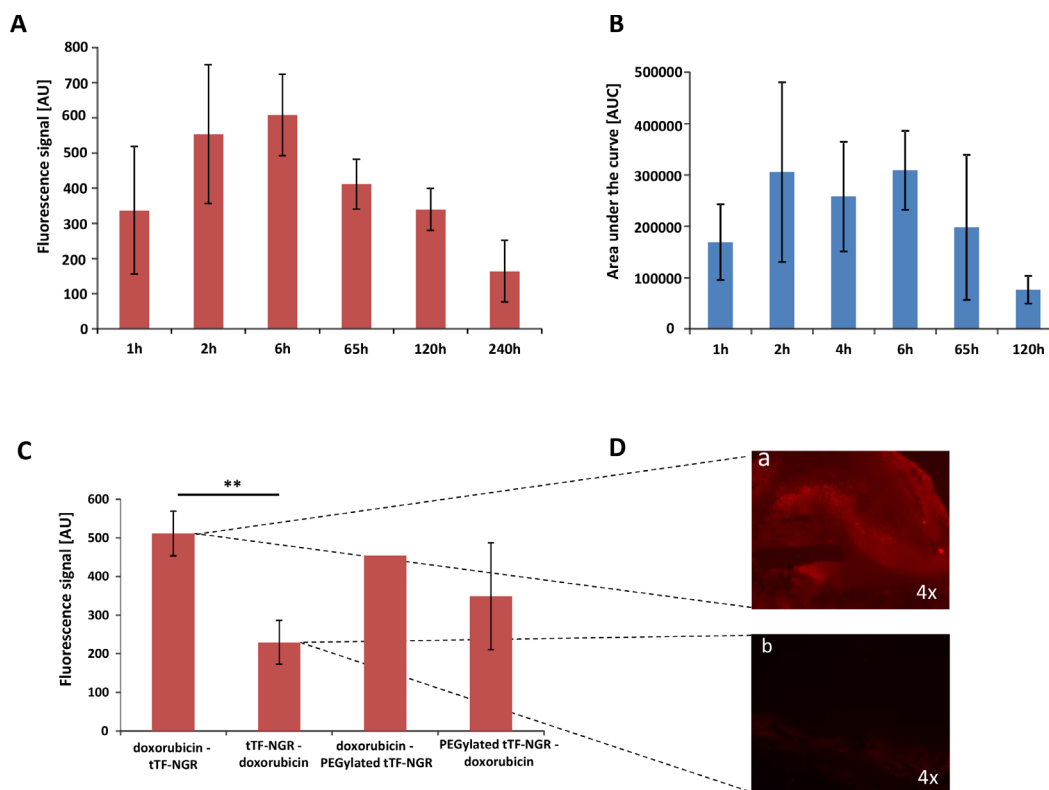 A
Fluorescence signal [AU]
800
700
600
500
400
300
200
100
0
1h 2h 6h 65h 120h 240h
B
Area under the curve [AUC]
500000
400000
300000
200000
100000
0
1h 2h 4h 6h 65h 120h
C
Fluorescence signal [AU]
600
500
400
300
200
100
0
**
doxorubicin -
tTF-NGR
tTF-NGR -
doxorubicin
doxorubicin -
PEGylated tTF-NGR
PEGylated tTF-NGR -
doxorubicin
D
a
4x
b
4x